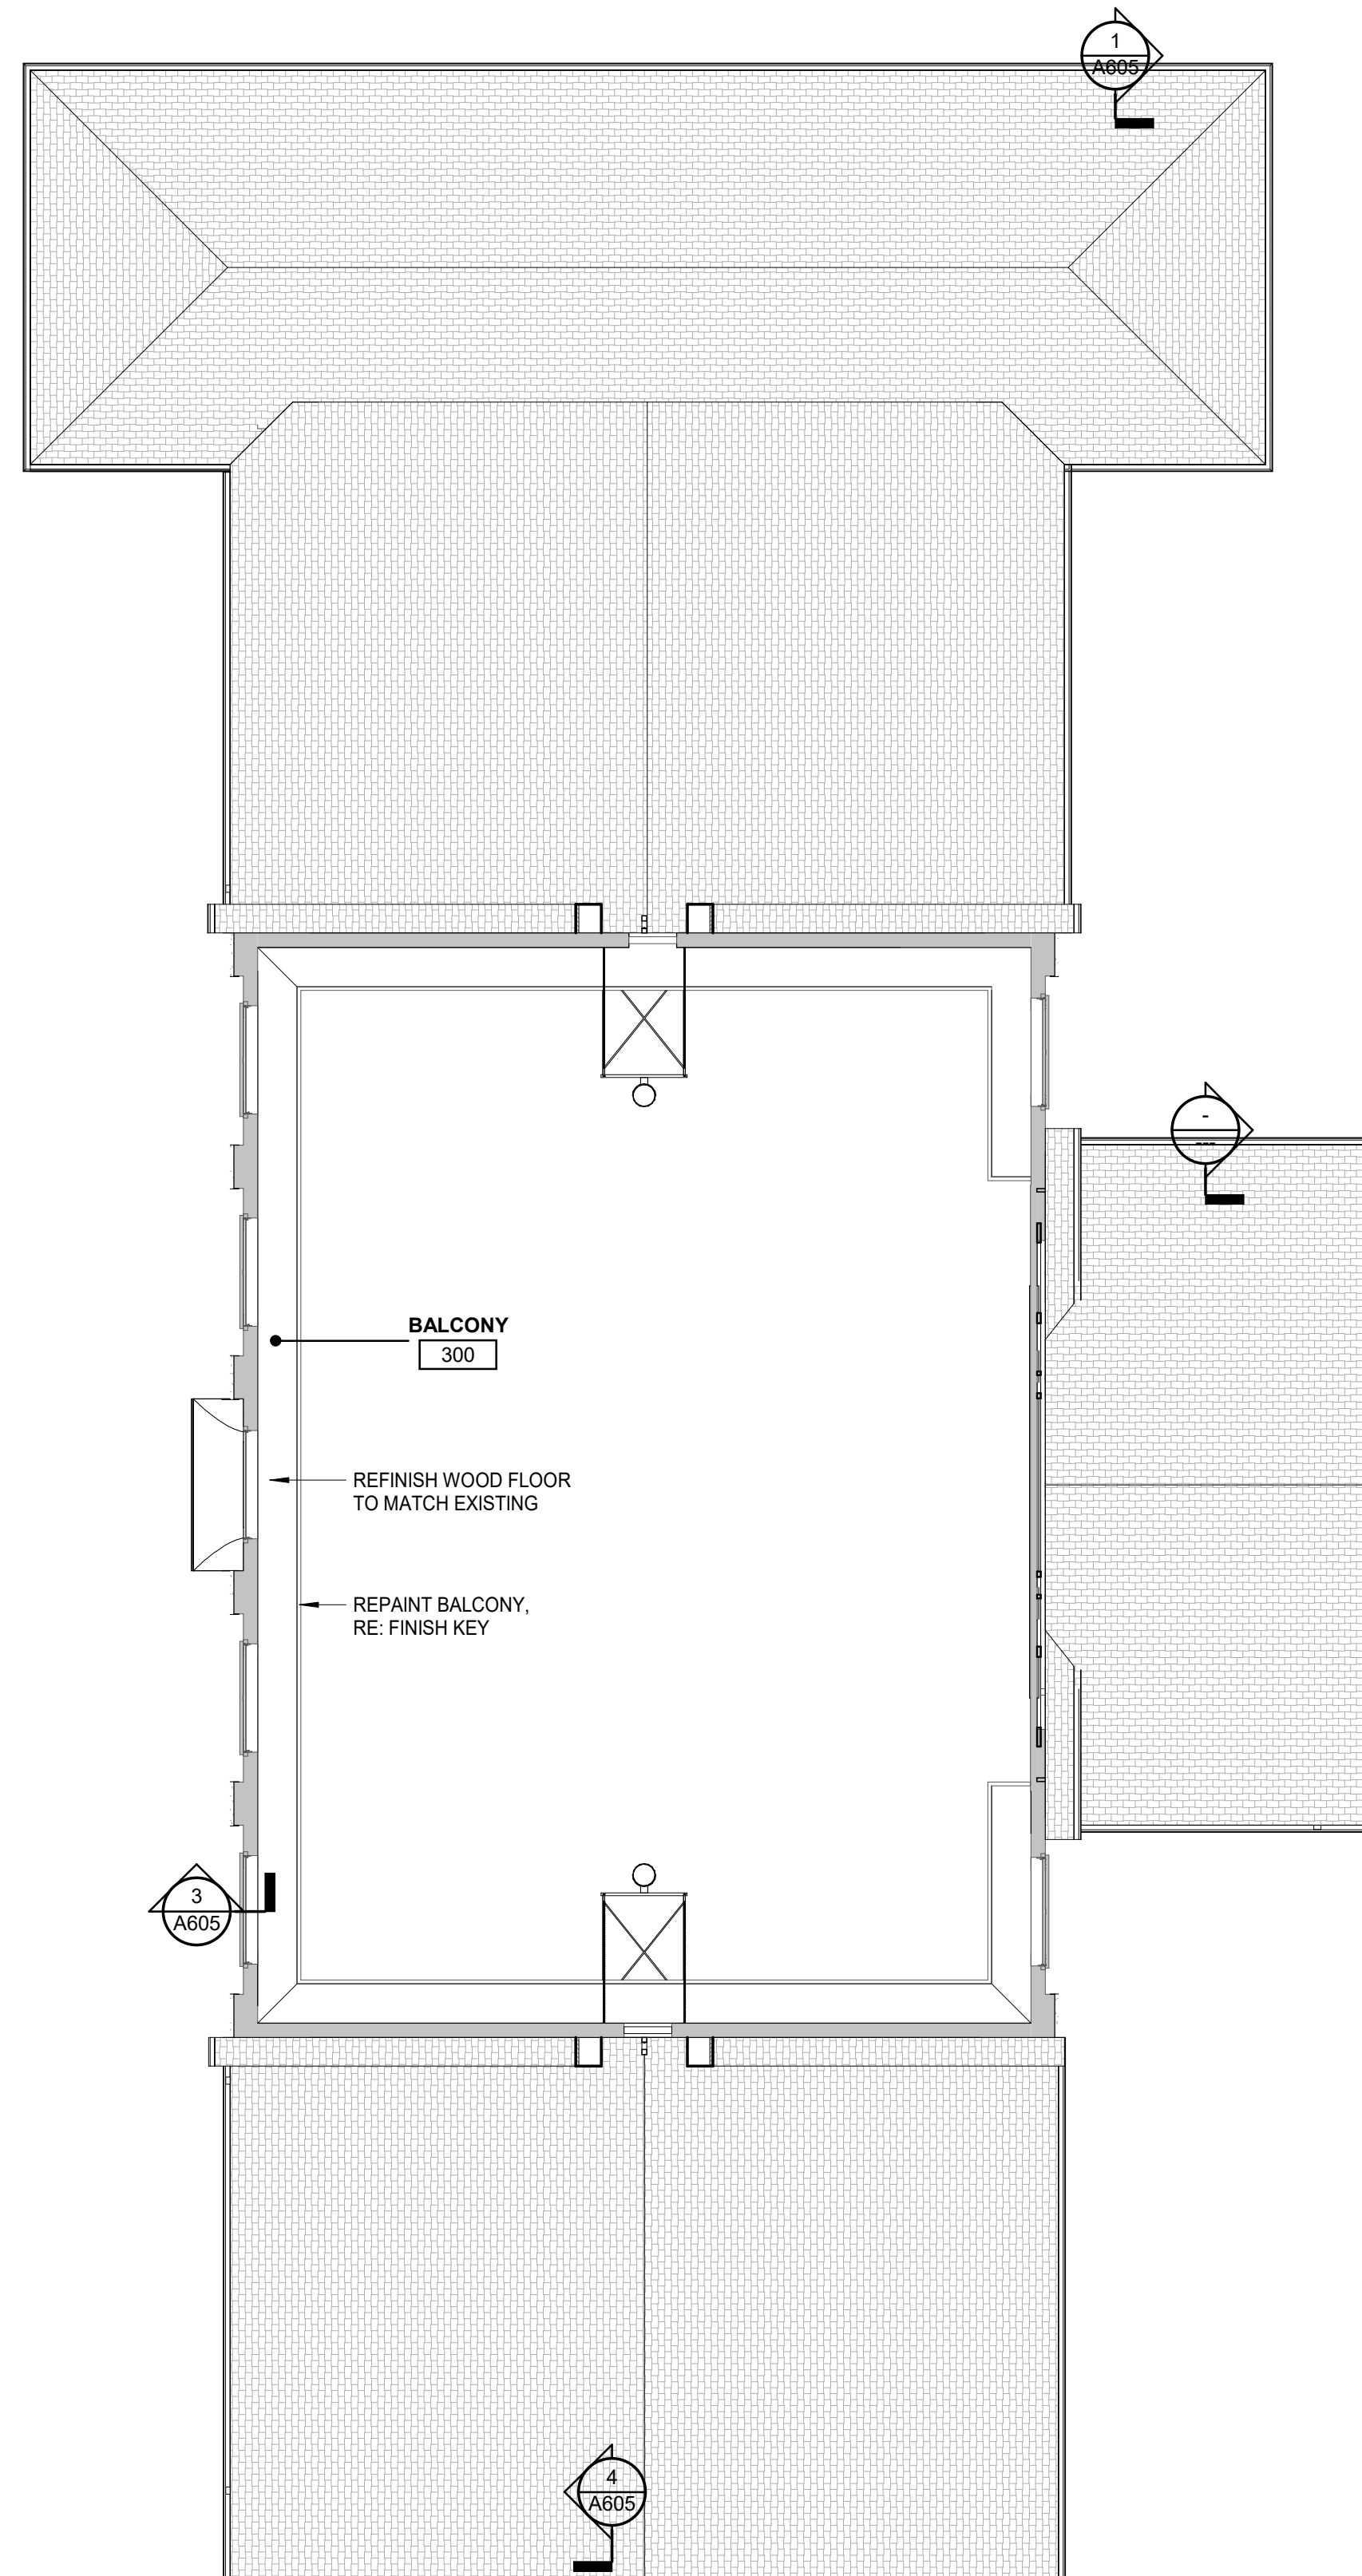 1
A605
-
---
BALCONY
300
REFINISH WOOD FLOOR
TO MATCH EXISTING
REPAINT BALCONY,
RE: FINISH KEY
3
A605
4
A605